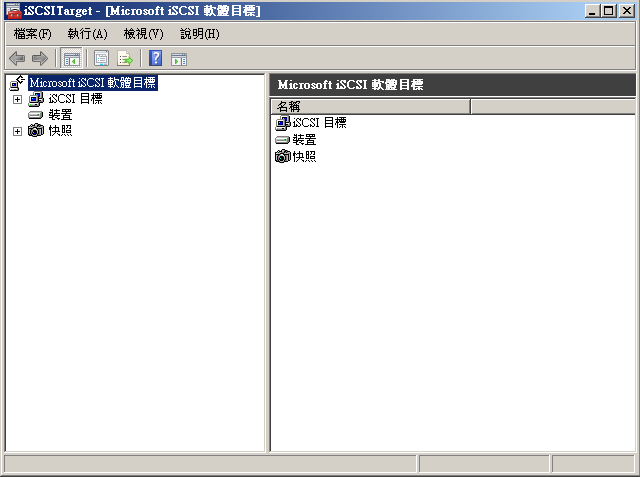 iSCSITarget - [Microsoft iSCSI 軟體目標]
檔案(F) 執行(A) 檢視(V) 說明(H)
Microsoft iSCSI 軟體目標
iSCSI 目標
裝置
快照
Microsoft iSCSI 軟體目標
名稱
iSCSI 目標
裝置
快照